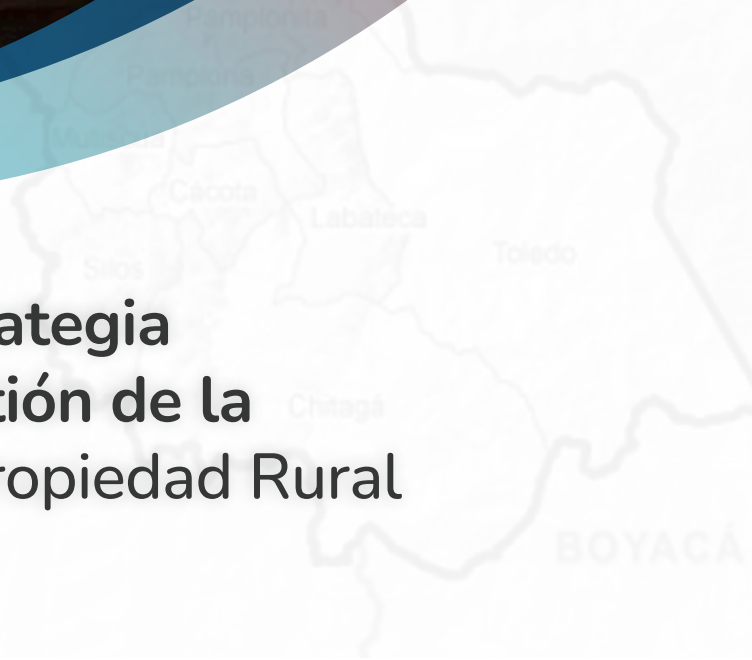 Pamplonita
Pamplona
Mutiscua
Cácota
Labateca
Toledo
Silos
ategia
tión de la
Chitagá
ropiedad Rural
BOYACÁ